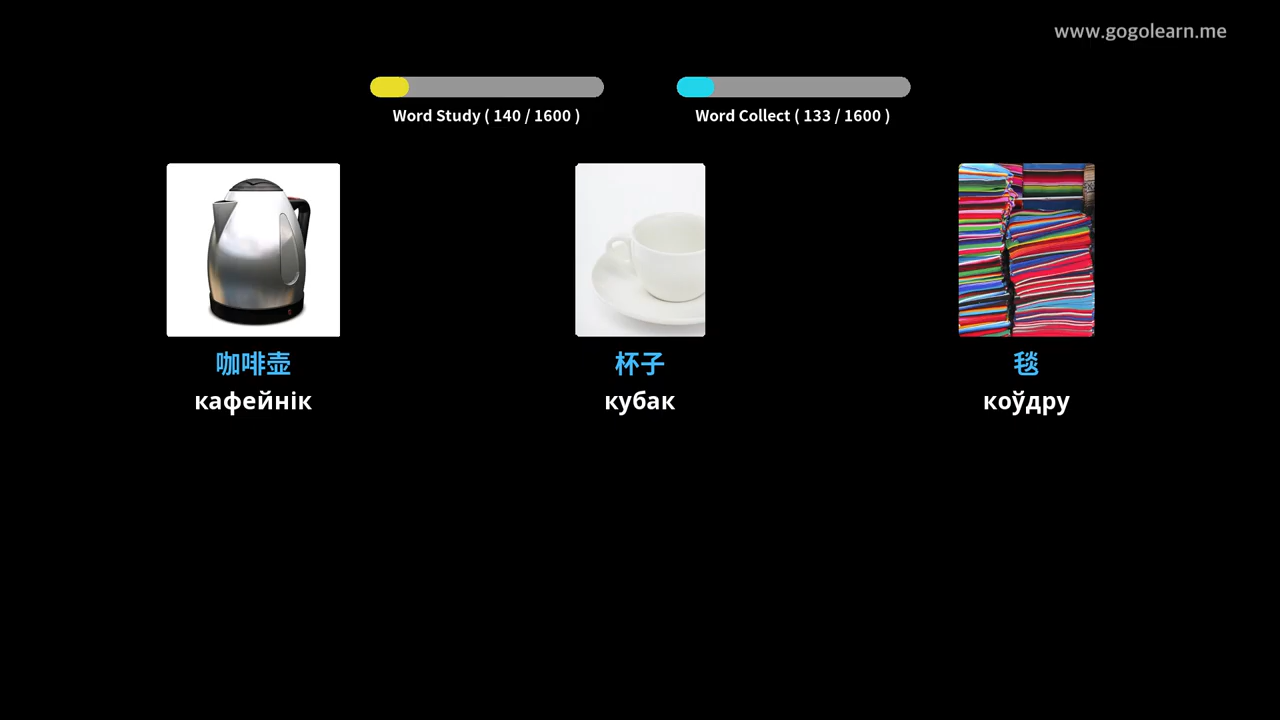 www.gogolearn.me
Word Study ( 140 / 1600 )
Word Collect ( 133 / 1600 )
咖啡壶
杯子
毯
кафейнік
кубак
коўдру